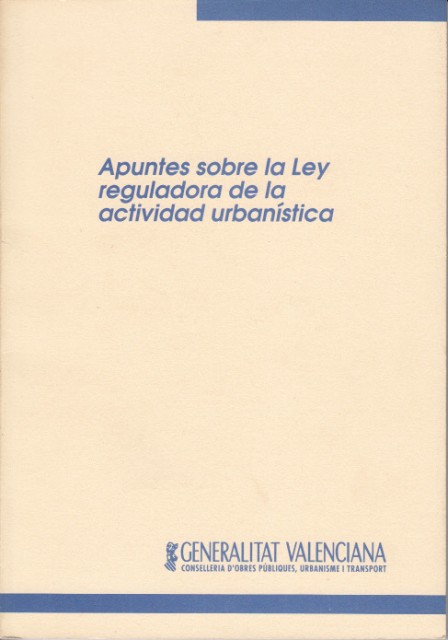 Apuntes sobre la Ley
reguladora de la
actividad urbanística
GENERALITAT VALENCIANA
CONSELLERIA D'OBRES PÚBLIQUES, URBANISME I TRANSPORT